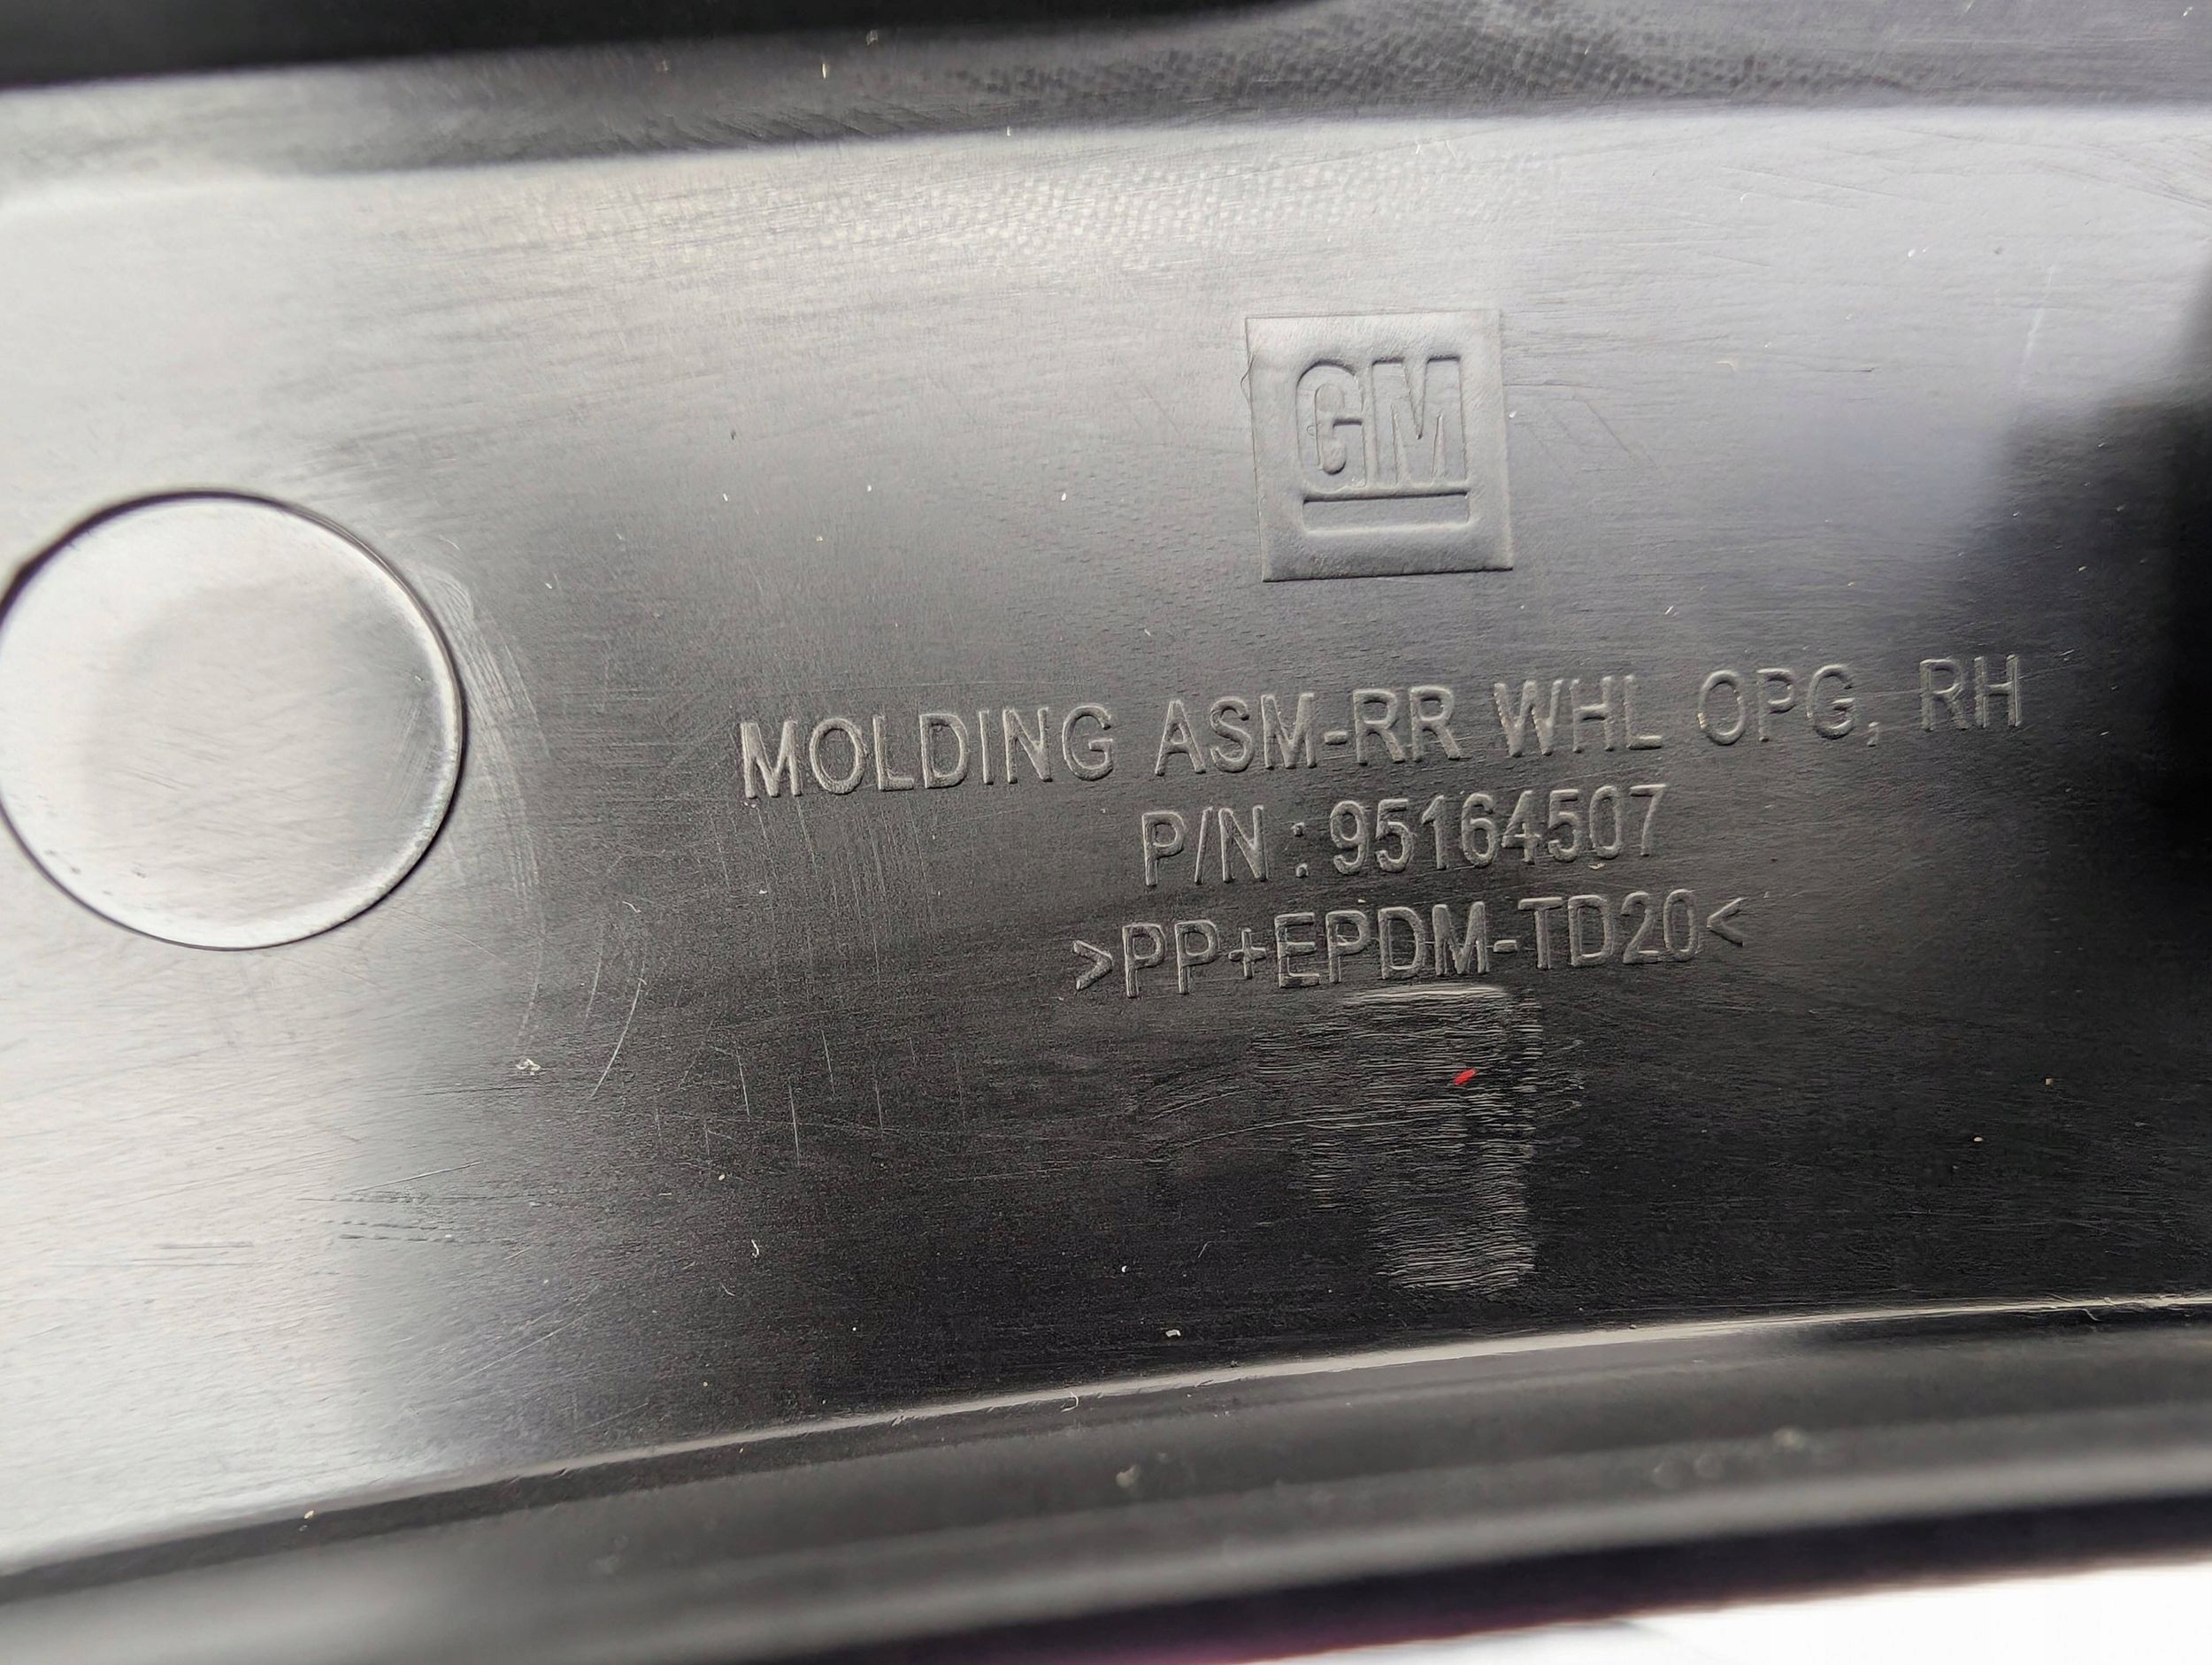 GM
MOLDING ASM-RR WHL OPG, RH
P/N : 95164507
>PP+EPDM-TD20<